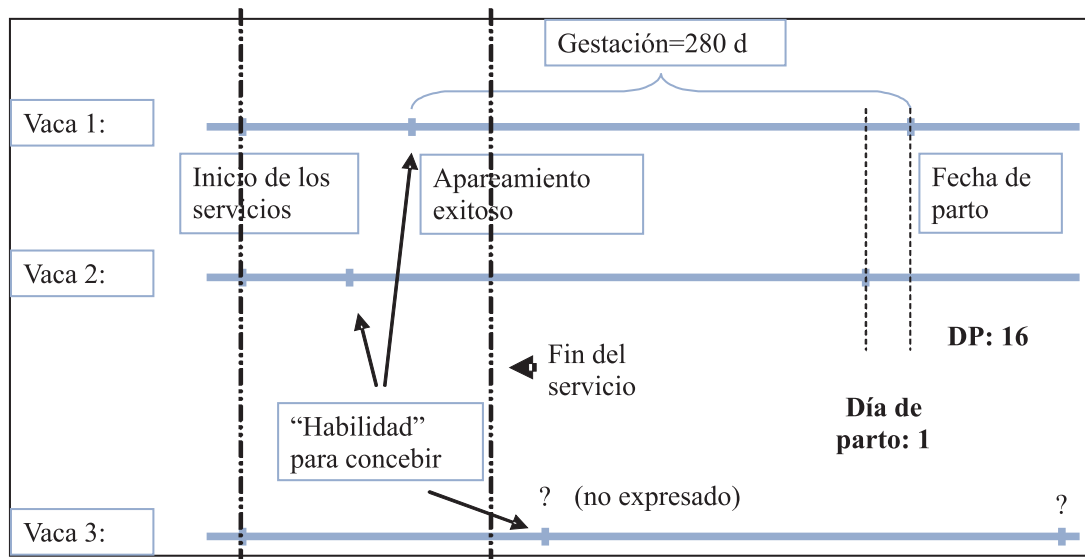 Gestación=280 d
Vaca 1:
Inicio de los
servicios
Apareamiento
exitoso
Fecha de
parto
Vaca 2:
DP: 16
Fin del
servicio
Día de
parto: 1
“Habilidad”
para concebir
? (no expresado)
?
Vaca 3: